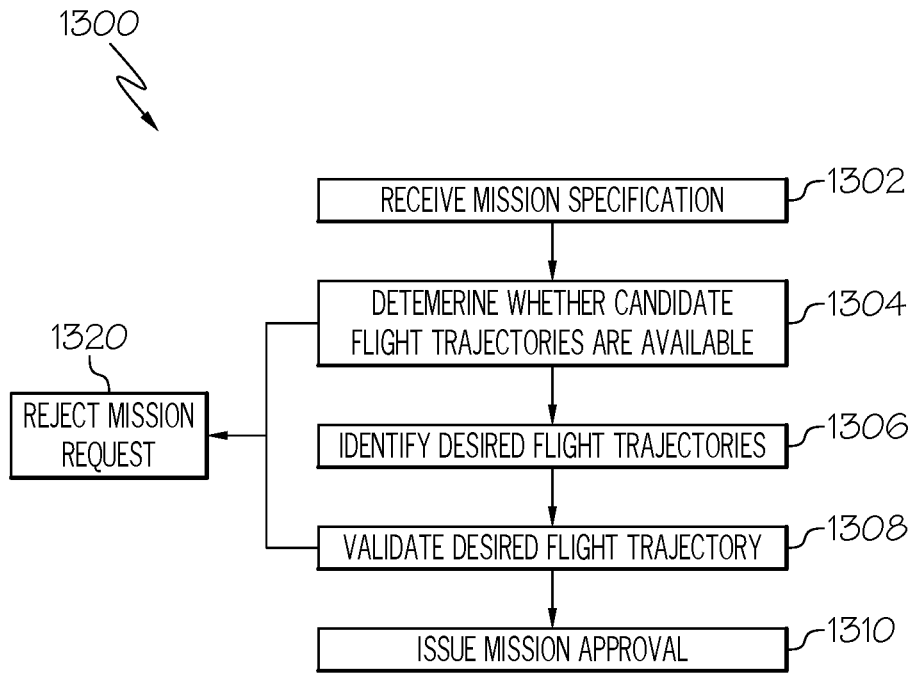 1300
RECEIVE MISSION SPECIFICATION
1302
DETEMERINE WHETHER CANDIDATE
FLIGHT TRAJECTORIES ARE AVAILABLE
1304
1320
REJECT MISSION
REQUEST
IDENTIFY DESIRED FLIGHT TRAJECTORIES
1306
VALIDATE DESIRED FLIGHT TRAJECTORY
1308
ISSUE MISSION APPROVAL
1310